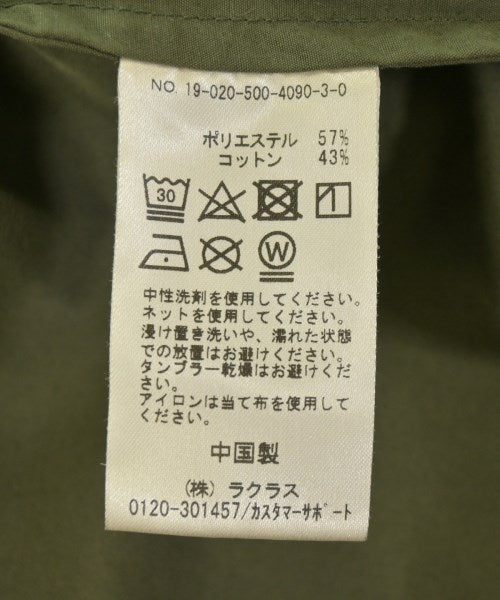 NO. 19-020-500-4090-3-0
ポリエステル 57%
コットン 43%
30
W
中性洗剤を使用してください。
ネットを使用してください。
浸け置き洗いや、濡れた状態
での放置はお避けください。
タンブラー乾燥はお避けくだ
さい。
アイロンは当て布を使用して
ください。
中国製
(株) ラクラス
0120-301457/カスタマーサポート